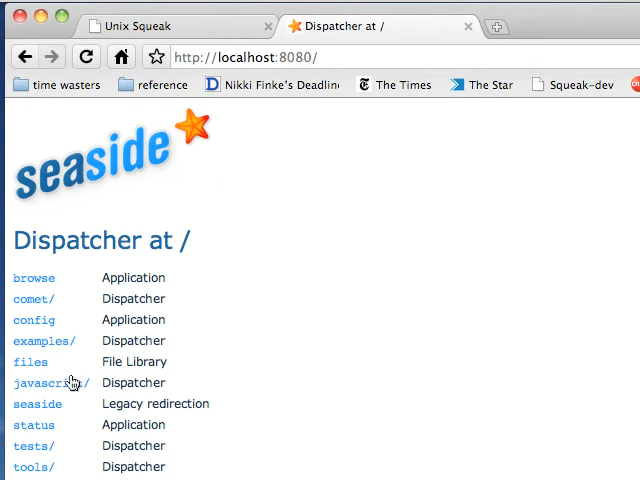 Unix Squeak
Dispatcher at /
http://localhost:8080/
time wasters
reference
Nikki Finke's Deadline
The Times
The Star
Squeak-dev
seaside
Dispatcher at /
browse Application
comet/ Dispatcher
config Application
examples/ Dispatcher
files File Library
javascript/ Dispatcher
seaside Legacy redirection
status Application
tests/ Dispatcher
tools/ Dispatcher